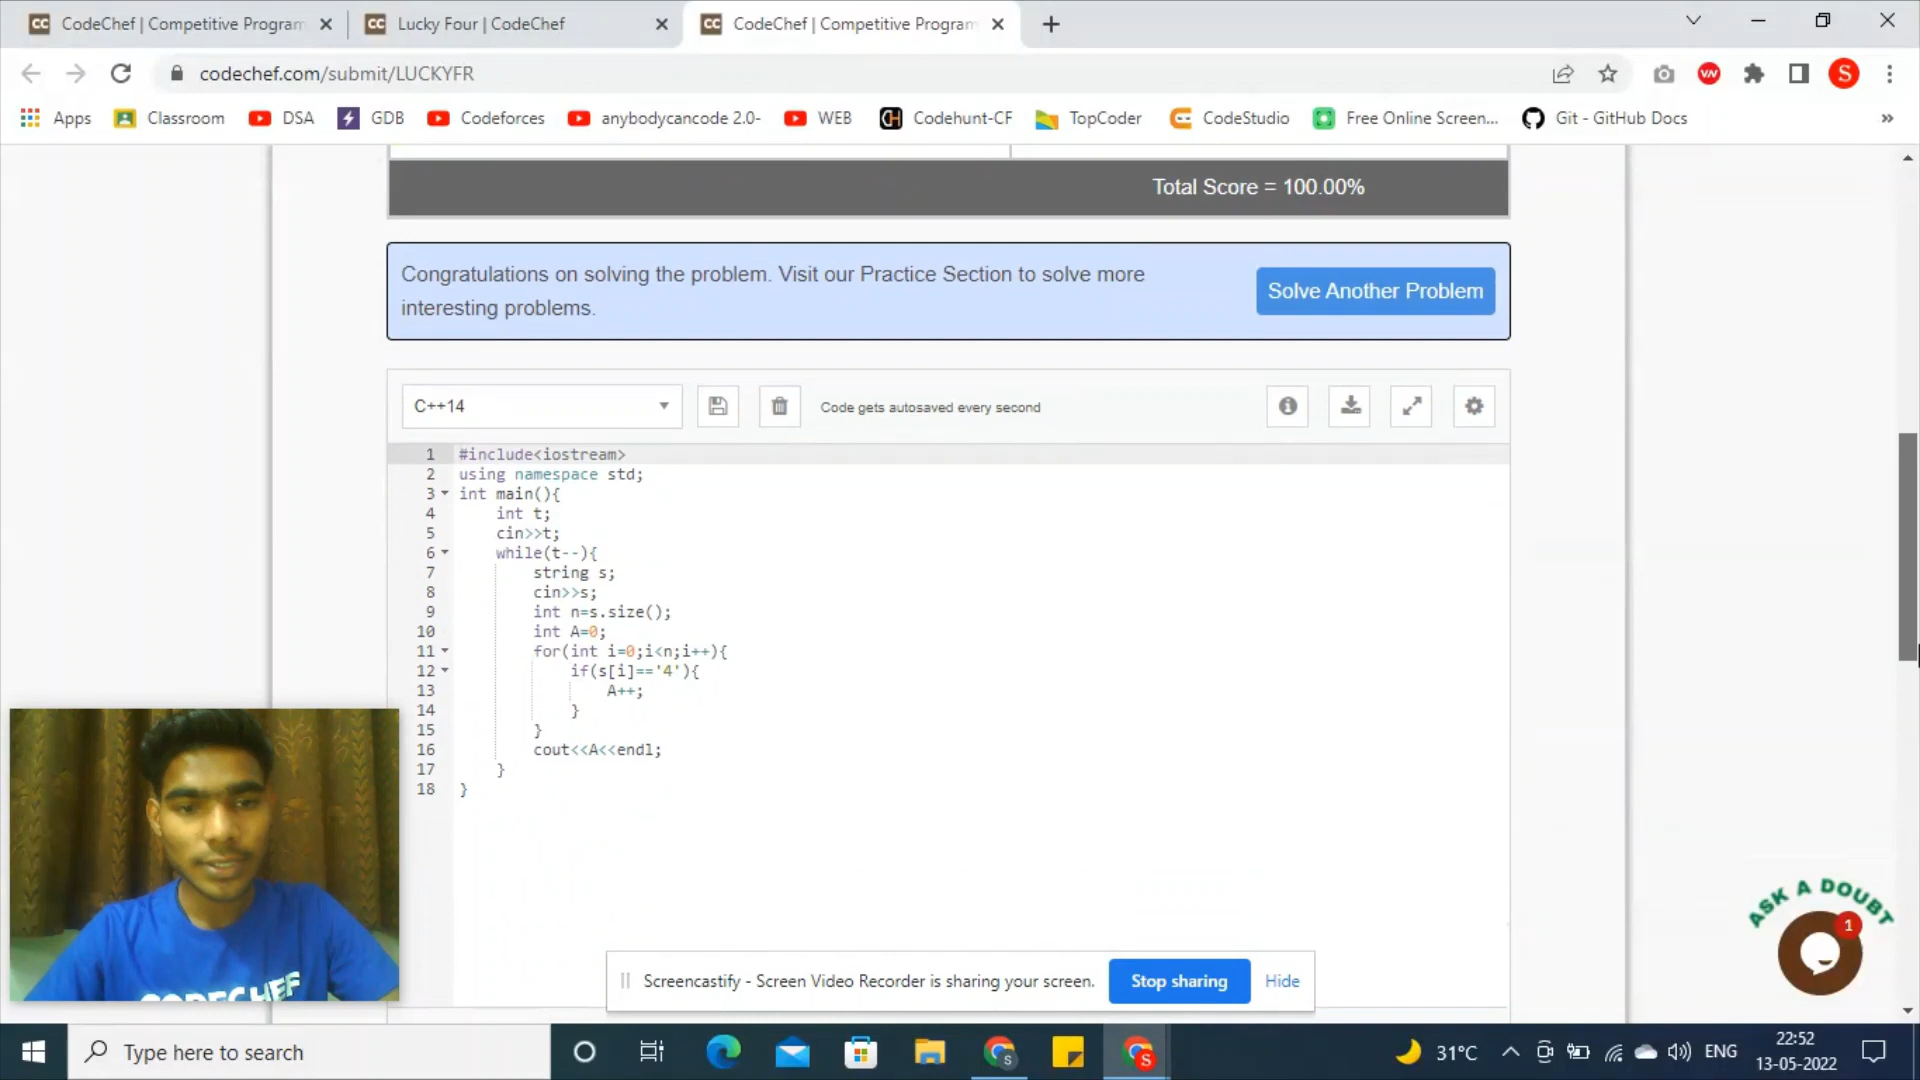 CodeChef | Competitive Program
Lucky Four | CodeChef
CodeChef | Competitive Program
codechef.com/submit/LUCKYFR
Apps
Classroom
DSA
GDB
Codeforces
anybodycancode 2.0-
WEB
Codehunt-CF
TopCoder
CodeStudio
Free Online Screen...
Git - GitHub Docs
»
Total Score = 100.00%
Congratulations on solving the problem. Visit our Practice Section to solve more
interesting problems.
Solve Another Problem
C++14
Code gets autosaved every second
1 #include<iostream>
2 using namespace std;
3 int main(){
4 int t;
5 cin>>t;
6 while(t--){
7 string s;
8 cin>>s;
9 int n=s.size();
10 int A=0;
11 for(int i=0;i<n;i++){
12 if(s[i]=='4'){
13 A++;
14 }
15 }
16 cout<<A<<endl;
17 }
18 }
CODECHEF
ASK A DOUBT
1
Screencastify - Screen Video Recorder is sharing your screen.
Stop sharing
Hide
Type here to search
31°C
ENG
22:52
13-05-2022